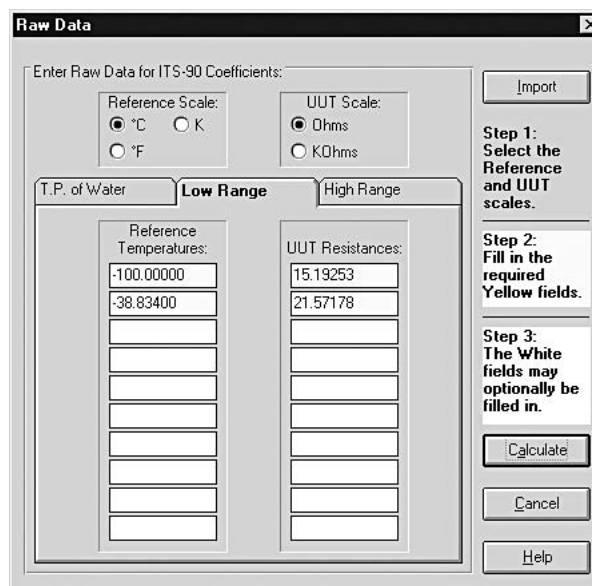 Raw Data
Enter Raw Data for ITS-90 Coefficients:
Reference Scale:
°C
K
°F
UUT Scale:
Ohms
KOhms
T.P. of Water
Low Range
High Range
Reference
Temperatures:
-100.00000
-38.83400
UUT Resistances:
15.19253
21.57178
Import
Step 1:
Select the
Reference
and UUT
scales.
Step 2:
Fill in the
required
Yellow fields.
Step 3:
The White
fields may
optionally be
filled in.
Calculate
Cancel
Help